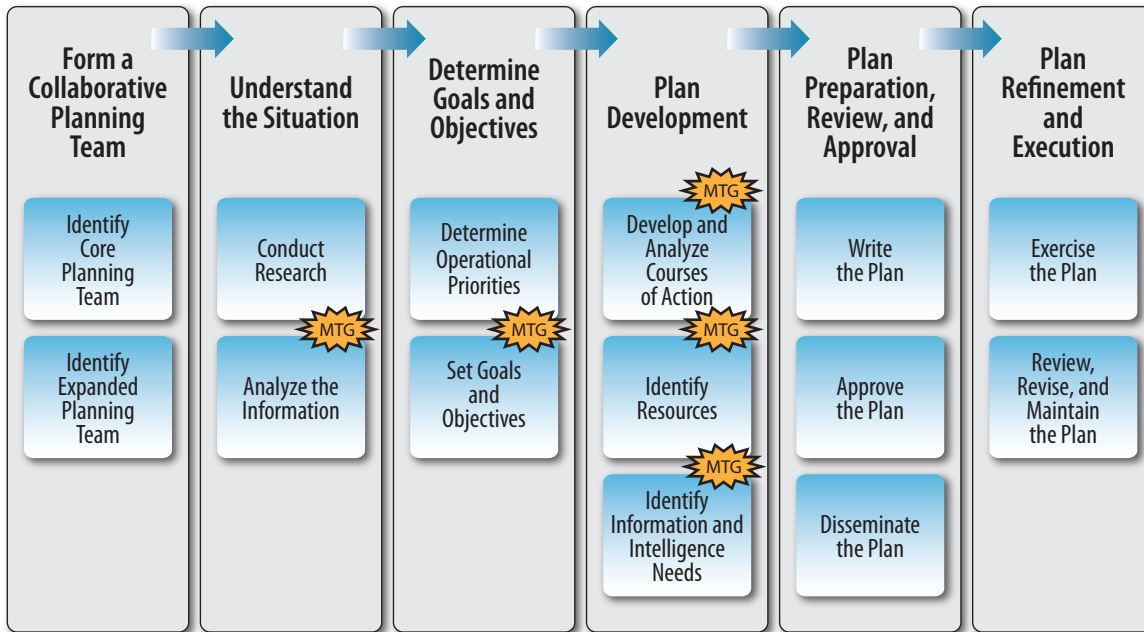 Form a
Collaborative
Planning
Team
Identify
Core
Planning
Team
Identify
Expanded
Planning
Team
Understand
the Situation
Conduct
Research
MTG
Analyze the
Information
Determine
Goals and
Objectives
Determine
Operational
Priorities
MTG
Set Goals
and
Objectives
Plan
Development
MTG
Develop and
Analyze
Courses
of Action
MTG
Identify
Resources
MTG
Identify
Information and
Intelligence
Needs
Plan
Preparation,
Review, and
Approval
Write
the Plan
Approve
the Plan
Disseminate
the Plan
Plan
Refinement
and
Execution
Exercise
the Plan
Review,
Revise, and
Maintain
the Plan